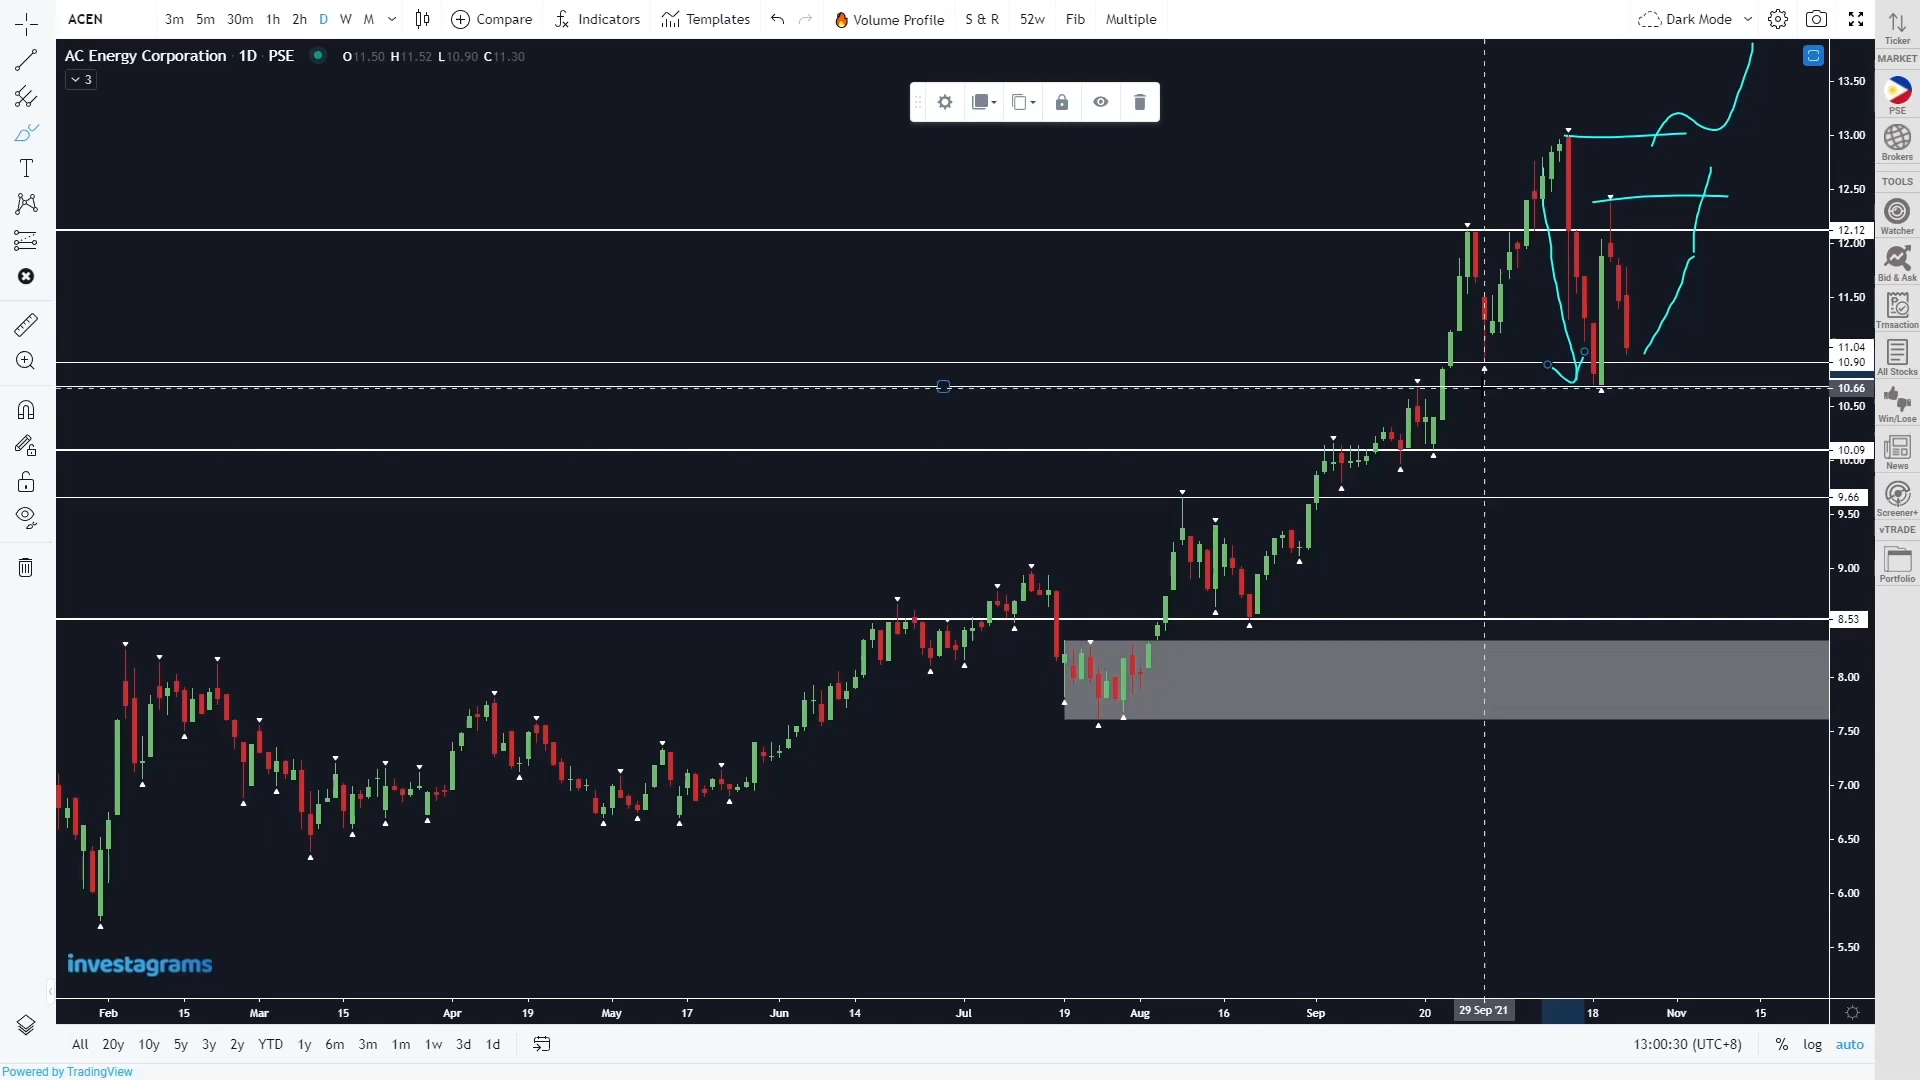 ACEN 3m 5m 30m 1h 2h D W M Compare Indicators Templates Volume Profile S & R 52w Fib Multiple Dark Mode
AC Energy Corporation 1D PSE O11.50 H11.52 L10.90 C11.30
3
13.50
13.00
12.50
12.12
12.00
11.50
11.04
10.90
10.66
10.50
10.09
10.00
9.66
9.50
9.00
8.53
8.00
7.50
7.00
6.50
6.00
5.50
Ticker
MARKET
PSE
Brokers
TOOLS
Watcher
Bid & Ask
Trnsaction
All Stocks
Win/Lose
News
Screener+
vTRADE
Portfolio
investagrams
Feb 15 Mar 15 Apr 19 May 17 Jun 14 Jul 19 Aug 16 Sep 20 29 Sep '21 18 Nov 15
All 20y 10y 5y 3y 2y YTD 1y 6m 3m 1m 1w 3d 1d 13:00:30 (UTC+8) % log auto
Powered by TradingView